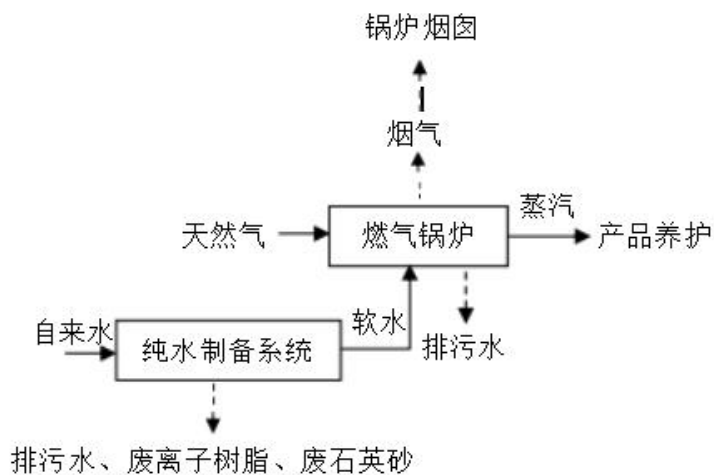 锅炉烟囱
烟气
蒸汽
天然气
燃气锅炉
产品养护
自来水
软水
纯水制备系统
排污水
排污水、废离子树脂、废石英砂